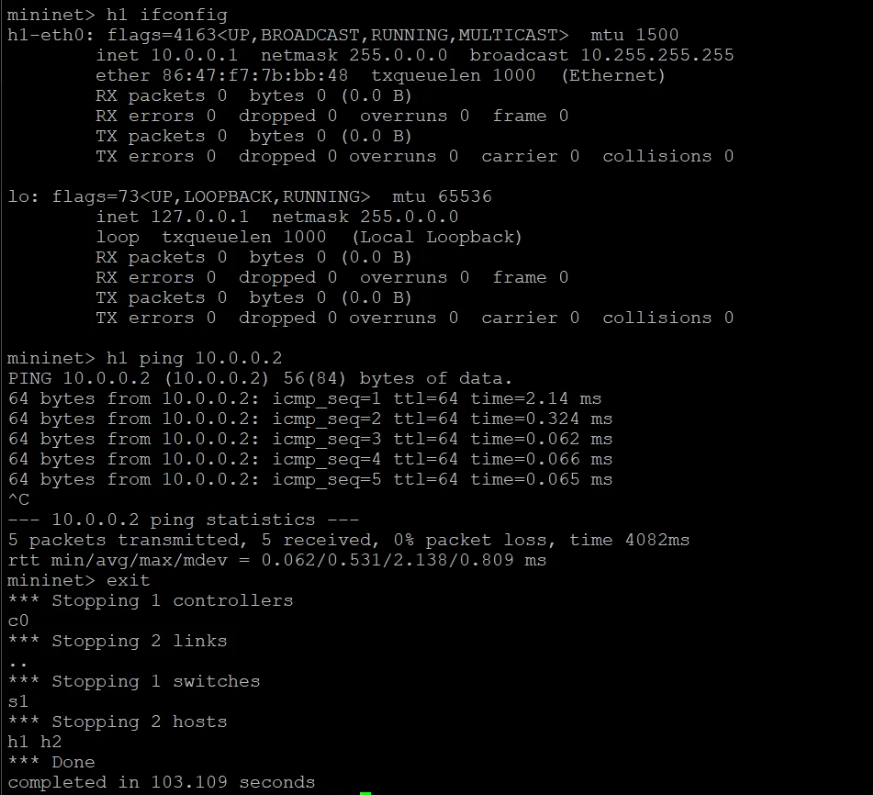 mininet> h1 ifconfig
h1-eth0: flags=4163<UP,BROADCAST,RUNNING,MULTICAST>  mtu 1500
        inet 10.0.0.1  netmask 255.0.0.0  broadcast 10.255.255.255
        ether 86:47:f7:7b:bb:48  txqueuelen 1000  (Ethernet)
        RX packets 0  bytes 0 (0.0 B)
        RX errors 0  dropped 0  overruns 0  frame 0
        TX packets 0  bytes 0 (0.0 B)
        TX errors 0  dropped 0 overruns 0  carrier 0  collisions 0

lo: flags=73<UP,LOOPBACK,RUNNING>  mtu 65536
        inet 127.0.0.1  netmask 255.0.0.0
        loop  txqueuelen 1000  (Local Loopback)
        RX packets 0  bytes 0 (0.0 B)
        RX errors 0  dropped 0  overruns 0  frame 0
        TX packets 0  bytes 0 (0.0 B)
        TX errors 0  dropped 0 overruns 0  carrier 0  collisions 0

mininet> h1 ping 10.0.0.2
PING 10.0.0.2 (10.0.0.2) 56(84) bytes of data.
64 bytes from 10.0.0.2: icmp_seq=1 ttl=64 time=2.14 ms
64 bytes from 10.0.0.2: icmp_seq=2 ttl=64 time=0.324 ms
64 bytes from 10.0.0.2: icmp_seq=3 ttl=64 time=0.062 ms
64 bytes from 10.0.0.2: icmp_seq=4 ttl=64 time=0.066 ms
64 bytes from 10.0.0.2: icmp_seq=5 ttl=64 time=0.065 ms
^C
--- 10.0.0.2 ping statistics ---
5 packets transmitted, 5 received, 0% packet loss, time 4082ms
rtt min/avg/max/mdev = 0.062/0.531/2.138/0.809 ms
mininet> exit
*** Stopping 1 controllers
c0
*** Stopping 2 links
..
*** Stopping 1 switches
s1
*** Stopping 2 hosts
h1 h2
*** Done
completed in 103.109 seconds